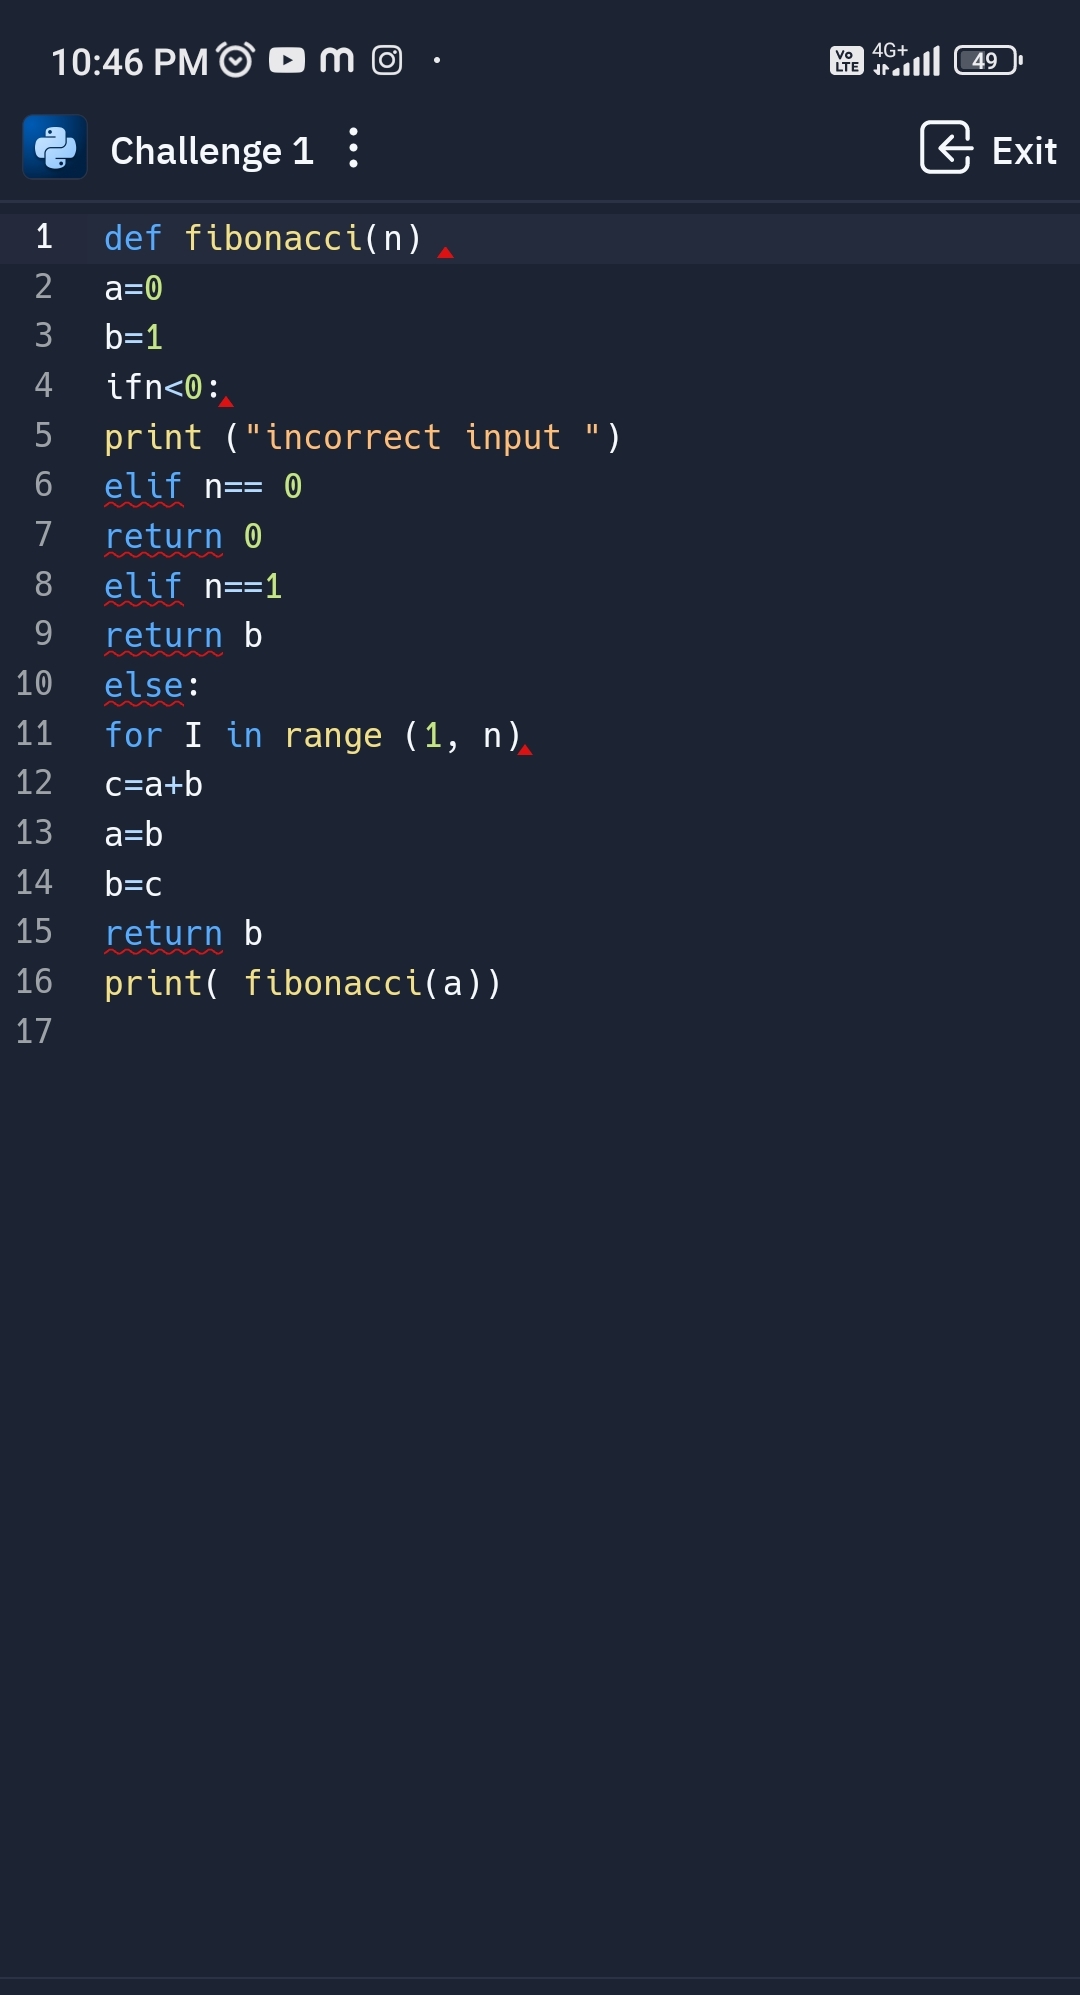 10:46 PM m Vo LTE 4G+ 49
Challenge 1 Exit
1 def fibonacci(n)
2 a=0
3 b=1
4 ifn<0:
5 print ("incorrect input ")
6 elif n== 0
7 return 0
8 elif n==1
9 return b
10 else:
11 for I in range (1, n)
12 c=a+b
13 a=b
14 b=c
15 return b
16 print( fibonacci(a))
17